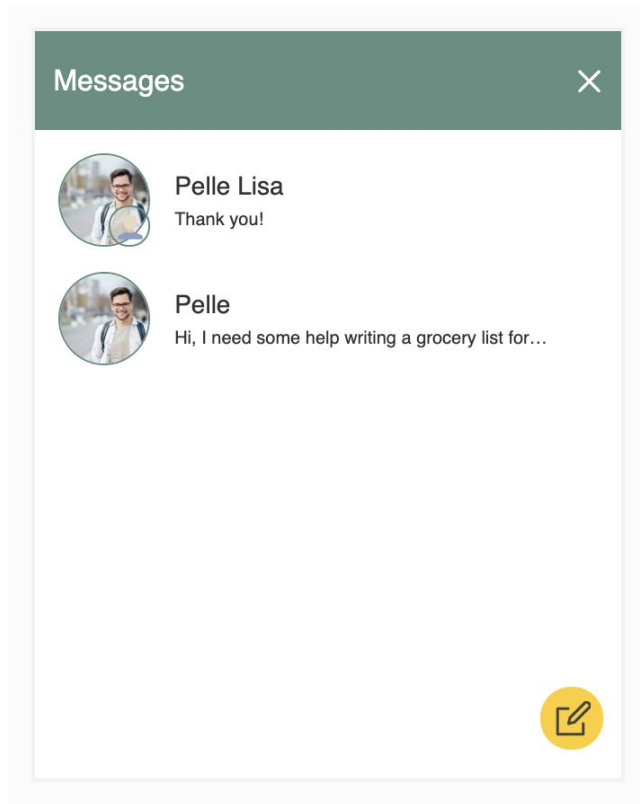 Messages
Pelle Lisa
Thank you!
Pelle
Hi, I need some help writing a grocery list for…